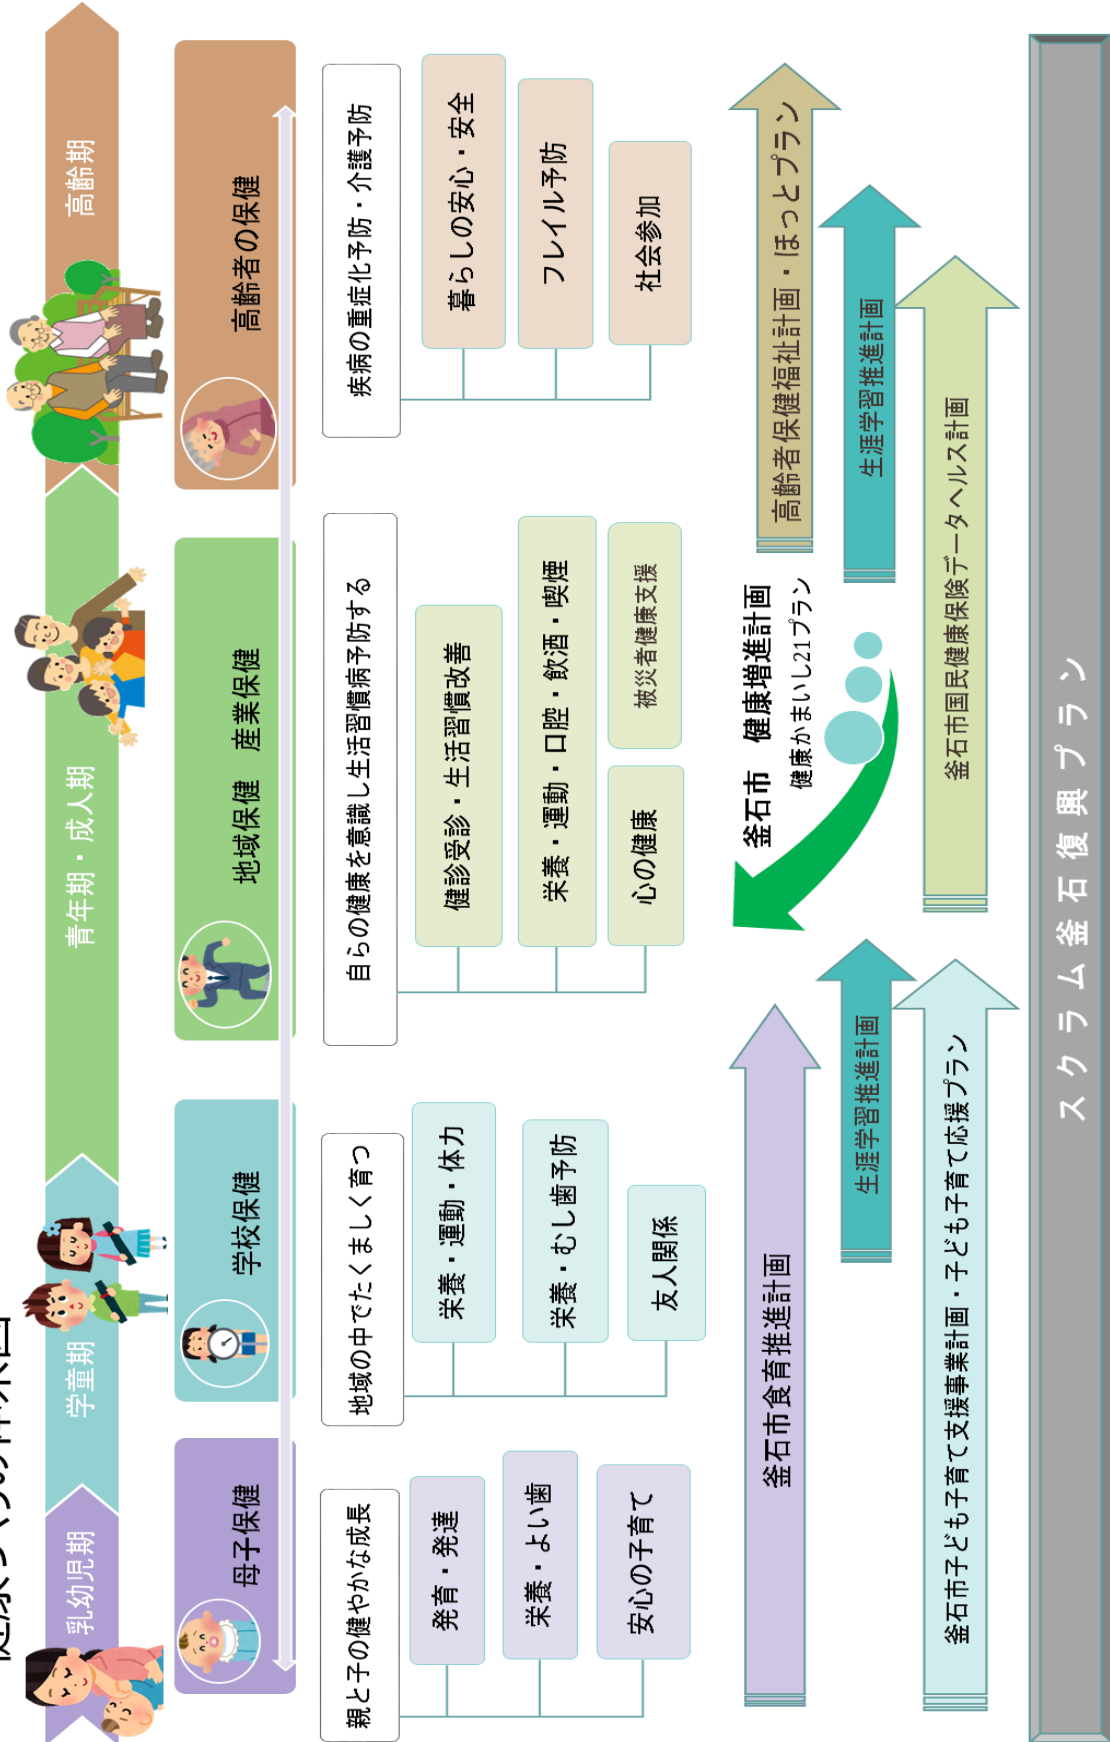 健康づくりの体系図
乳幼児期
学童期
青年期・成人期
高齢期
母子保健
学校保健
地域保健　産業保健
高齢者の保健
親と子の健やかな成長
発育・発達
栄養・よい歯
安心の子育て
地域の中でたくましく育つ
栄養・運動・体力
栄養・むし歯予防
友人関係
自らの健康を意識し生活習慣病予防する
健診受診・生活習慣改善
栄養・運動・口腔・飲酒・喫煙
心の健康
被災者健康支援
疾病の重症化予防・介護予防
暮らしの安心・安全
フレイル予防
社会参加
釜石市　健康増進計画
健康かまいし21プラン
釜石市食育推進計画
高齢者保健福祉計画・ほっとプラン
生涯学習推進計画
生涯学習推進計画
釜石市子ども子育て支援事業計画・子ども子育て応援プラン
釜石市国民健康保険データヘルス計画
スクラム釜石復興プラン